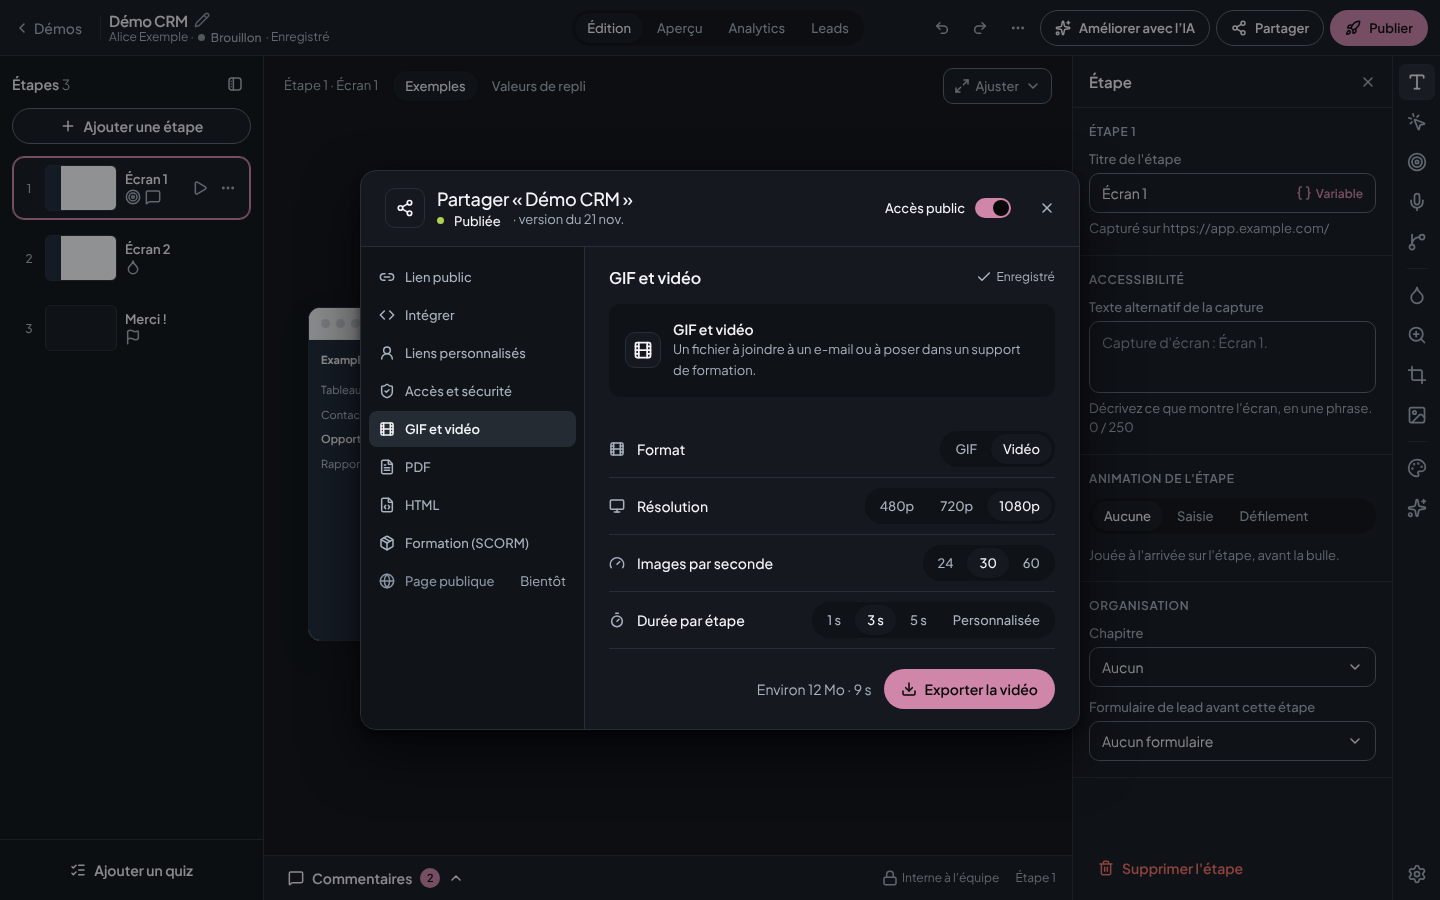 Démos
Démo CRM
Alice Exemple · Brouillon · Enregistré
Édition
Aperçu
Analytics
Leads
Améliorer avec l'IA
Partager
Publier
Étapes 3
Ajouter une étape
1
Écran 1
2
Écran 2
3
Merci !
Ajouter un quiz
Étape 1 · Écran 1
Exemples
Valeurs de repli
Ajuster
Exempl
Tableau
Contac
Opport
Rappor
Partager « Démo CRM »
Publiée · version du 21 nov.
Accès public
Lien public
Intégrer
Liens personnalisés
Accès et sécurité
GIF et vidéo
PDF
HTML
Formation (SCORM)
Page publique
Bientôt
GIF et vidéo
Enregistré
GIF et vidéo
Un fichier à joindre à un e-mail ou à poser dans un support
de formation.
Format
GIF
Vidéo
Résolution
480p
720p
1080p
Images par seconde
24
30
60
Durée par étape
1 s
3 s
5 s
Personnalisée
Environ 12 Mo · 9 s
Exporter la vidéo
Commentaires 2
Interne à l'équipe
Étape 1
Étape
ÉTAPE 1
Titre de l'étape
Écran 1
{ } Variable
Capturé sur https://app.example.com/
ACCESSIBILITÉ
Texte alternatif de la capture
Capture d'écran : Écran 1.
Décrivez ce que montre l'écran, en une phrase.
0 / 250
ANIMATION DE L'ÉTAPE
Aucune
Saisie
Défilement
Jouée à l'arrivée sur l'étape, avant la bulle.
ORGANISATION
Chapitre
Aucun
Formulaire de lead avant cette étape
Aucun formulaire
Supprimer l'étape